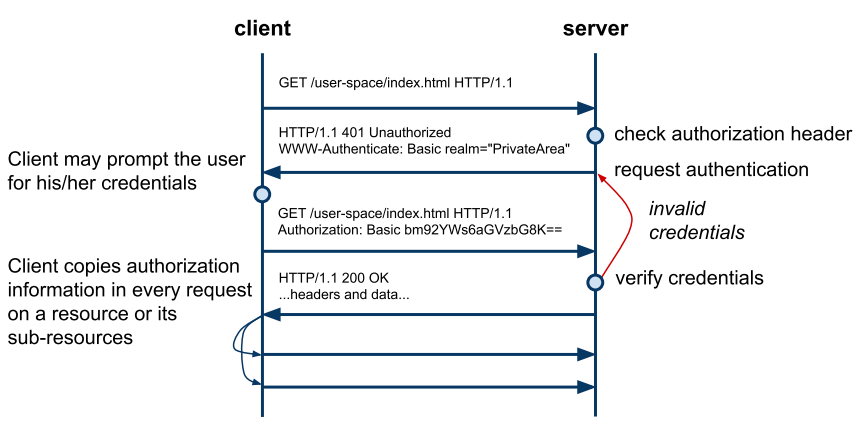 client
server
GET /user-space/index.html HTTP/1.1
HTTP/1.1 401 Unauthorized
WWW-Authenticate: Basic realm="PrivateArea"
check authorization header
request authentication
Client may prompt the user
for his/her credentials
GET /user-space/index.html HTTP/1.1
Authorization: Basic bm92YWs6aGVzbG8K==
invalid
credentials
Client copies authorization
information in every request
on a resource or its
sub-resources
HTTP/1.1 200 OK
...headers and data...
verify credentials